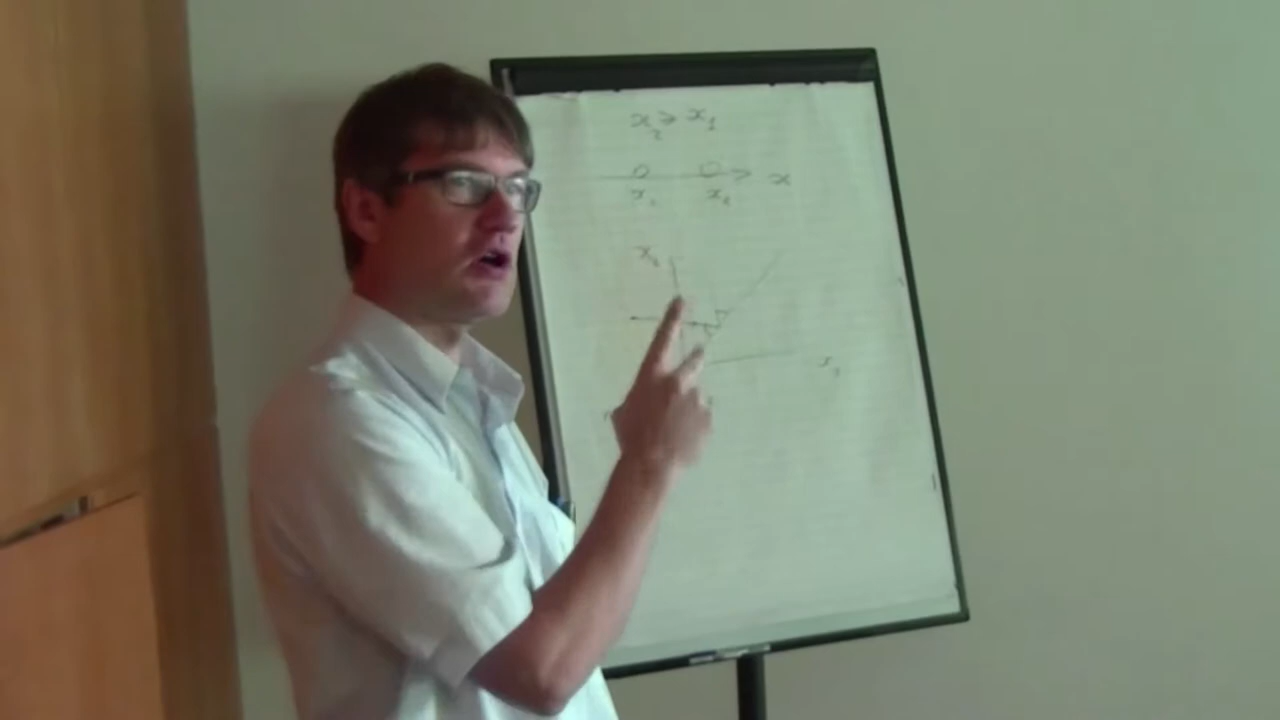 x₂ > x₁
x
x₁ x₂
x₂
x₁